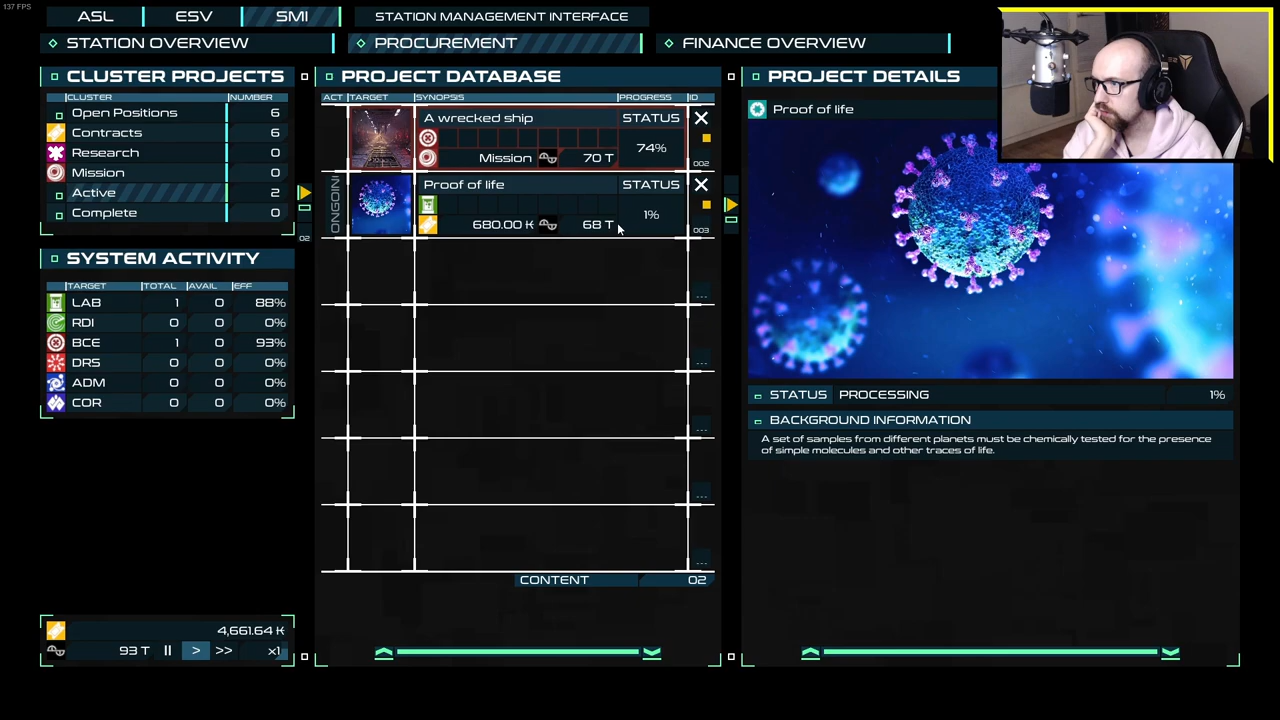 137 FPS
ASL
ESV
SMI
STATION MANAGEMENT INTERFACE
STATION OVERVIEW
PROCUREMENT
FINANCE OVERVIEW
CLUSTER PROJECTS
CLUSTER NUMBER
Open Positions 6
Contracts 6
Research 0
Mission 0
Active 2
Complete 0
02
SYSTEM ACTIVITY
TARGET TOTAL AVAIL EFF
LAB 1 0 88%
RDI 0 0 0%
BCE 1 0 93%
DRS 0 0 0%
ADM 0 0 0%
COR 0 0 0%
4,661.64 K
93 T II > >> x1
PROJECT DATABASE
ACT TARGET SYNOPSIS PROGRESS ID
A wrecked ship STATUS
74%
Mission 70 T
002
ONGOING
Proof of life STATUS
1%
680.00 K 68 T
003
...
...
...
...
...
CONTENT 02
PROJECT DETAILS
Proof of life
STATUS PROCESSING 1%
BACKGROUND INFORMATION
A set of samples from different planets must be chemically tested for the presence
of simple molecules and other traces of life.